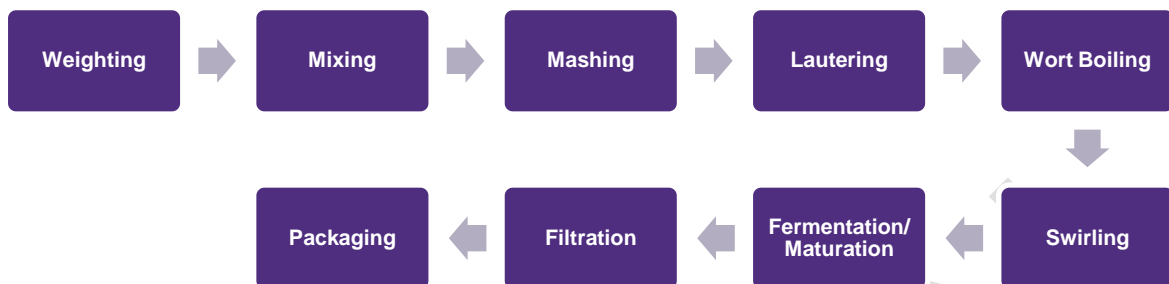 Weighting
Mixing
Mashing
Lautering
Wort Boiling
Swirling
Fermentation/
Maturation
Filtration
Packaging